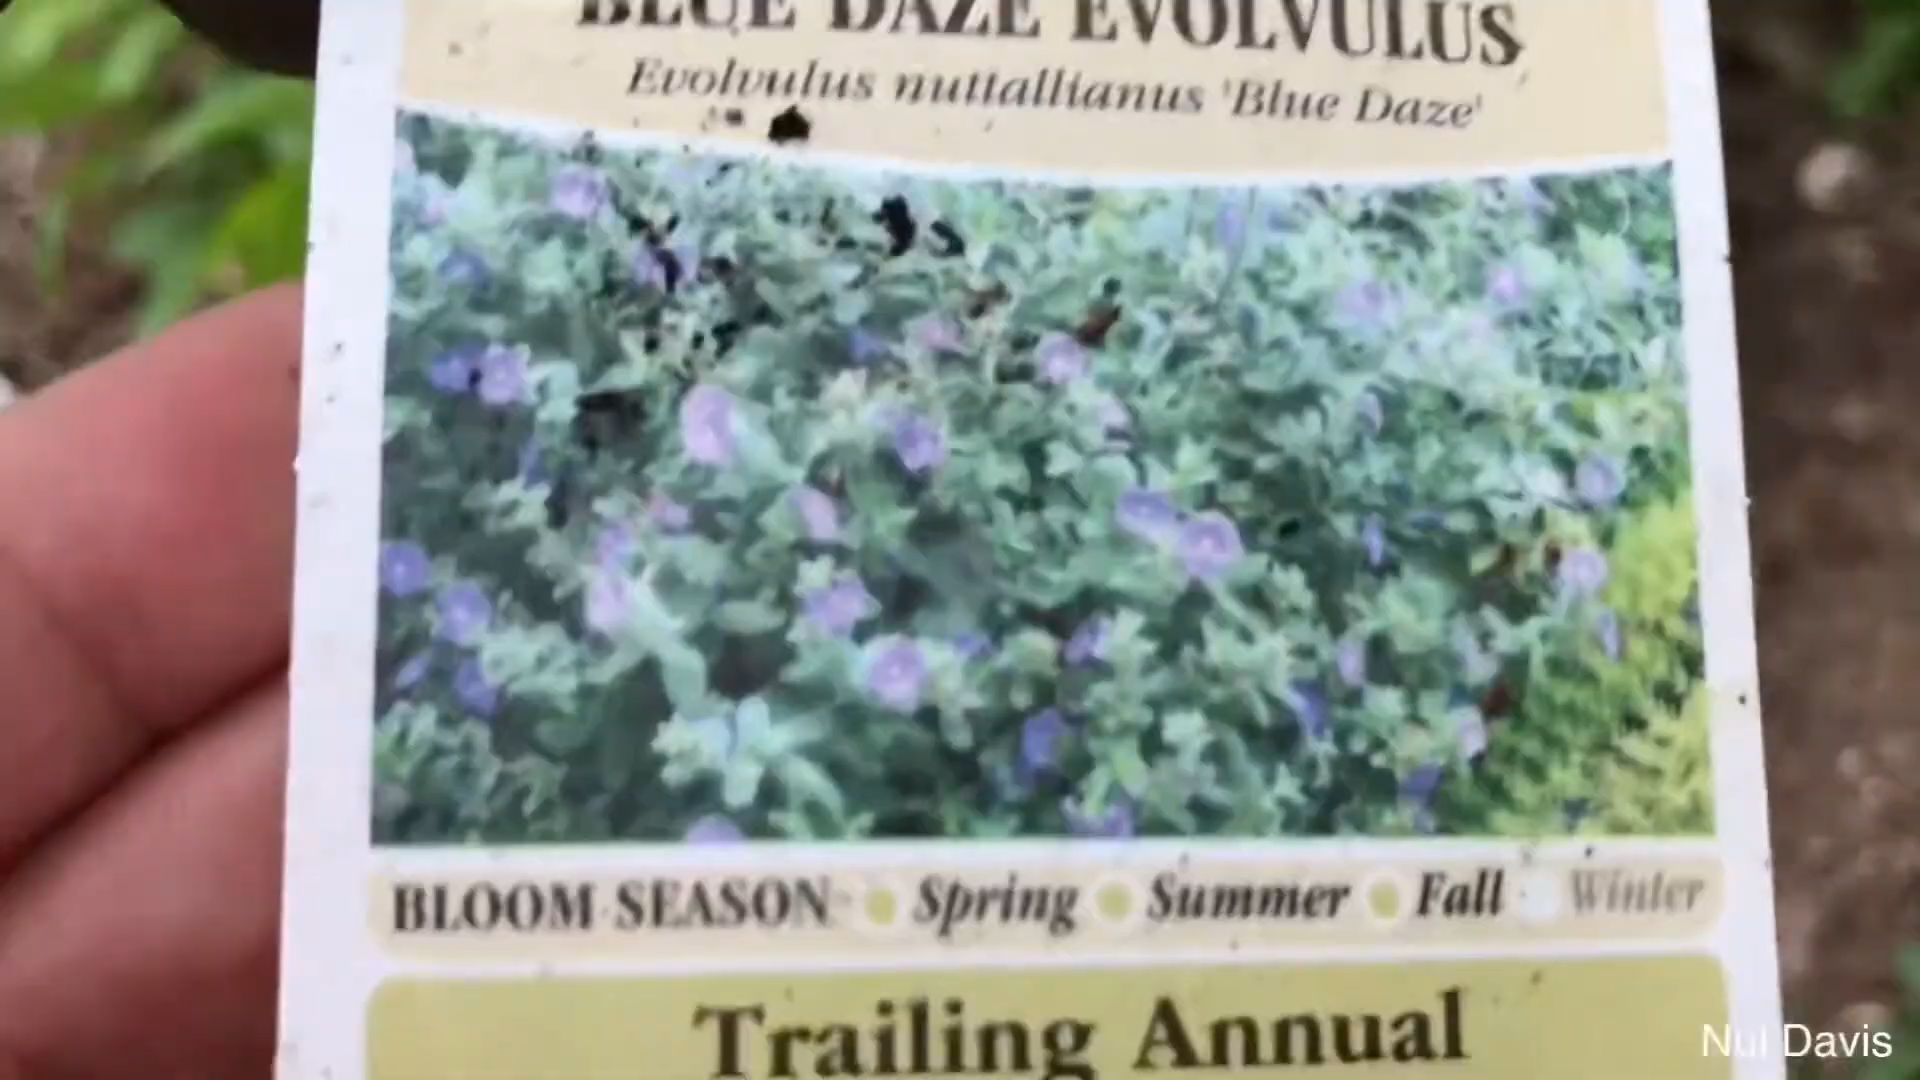 BLUE DAZE EVOLVULUS
Evolvulus nuttallianus 'Blue Daze'
BLOOM SEASON Spring Summer Fall Winter
Trailing Annual
Nul Davis